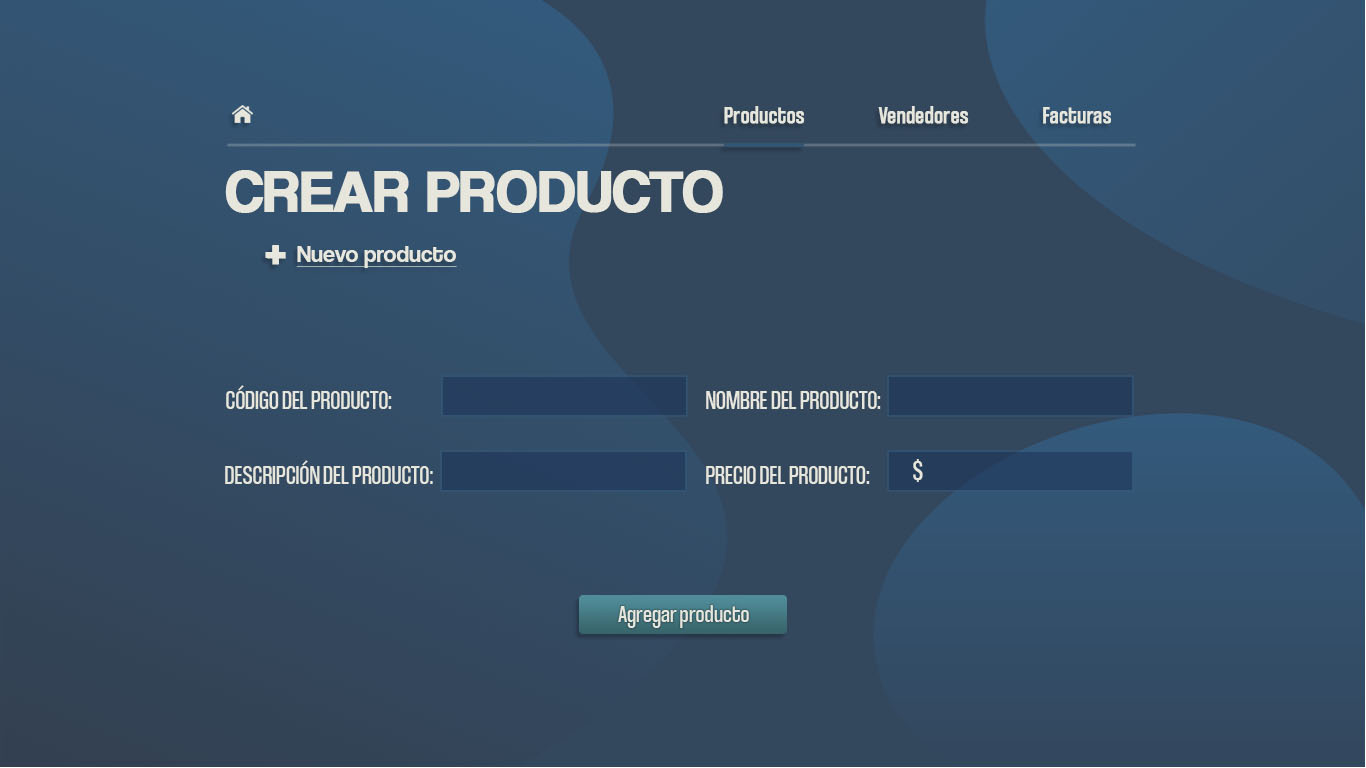 Productos Vendedores Facturas
CREAR PRODUCTO
Nuevo producto
CÓDIGO DEL PRODUCTO: NOMBRE DEL PRODUCTO:
DESCRIPCIÓN DEL PRODUCTO: PRECIO DEL PRODUCTO: $
Agregar producto